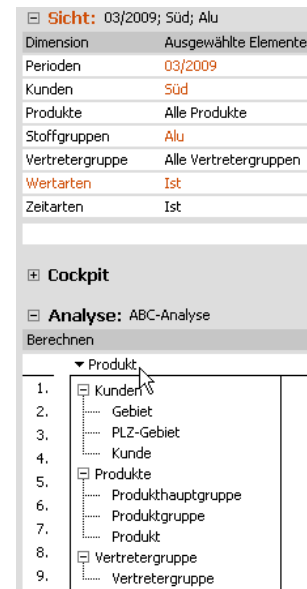 Sicht: 03/2009; Süd; Alu
Dimension Ausgewählte Elemente
Perioden 03/2009
Kunden Süd
Produkte Alle Produkte
Stoffgruppen Alu
Vertretergruppe Alle Vertretergruppen
Wertarten Ist
Zeitarten Ist
Cockpit
Analyse: ABC-Analyse
Berechnen
Produkt
1. Kunden
2. Gebiet
3. PLZ-Gebiet
4. Kunde
5. Produkte
6. Produkthauptgruppe
7. Produktgruppe
Produkt
8. Vertretergruppe
9. Vertretergruppe